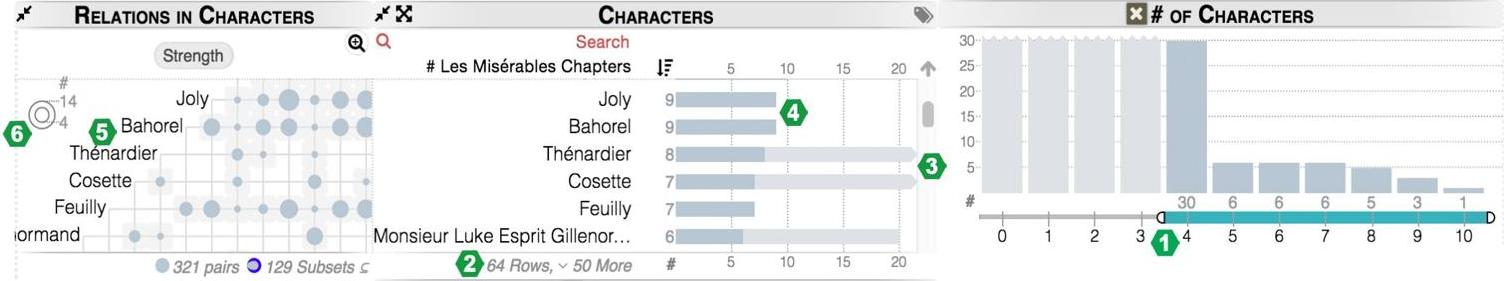 RELATIONS IN CHARACTERS
Strength
#
14
4
6
5
Joly
Bahorel
Thénardier
Cosette
Feuilly
ormand
321 pairs 129 Subsets ⊂
CHARACTERS
Search
# Les Misérables Chapters
5 10 15 20
Joly 9
Bahorel 9
4
Thénardier 8
3
Cosette 7
Feuilly 7
Monsieur Luke Esprit Gillenor... 6
2 64 Rows, 50 More # 5 10 15 20
# OF CHARACTERS
30
25
20
15
10
5
# 30 6 6 6 5 3 1
0 1 2 3 4 5 6 7 8 9 10
1